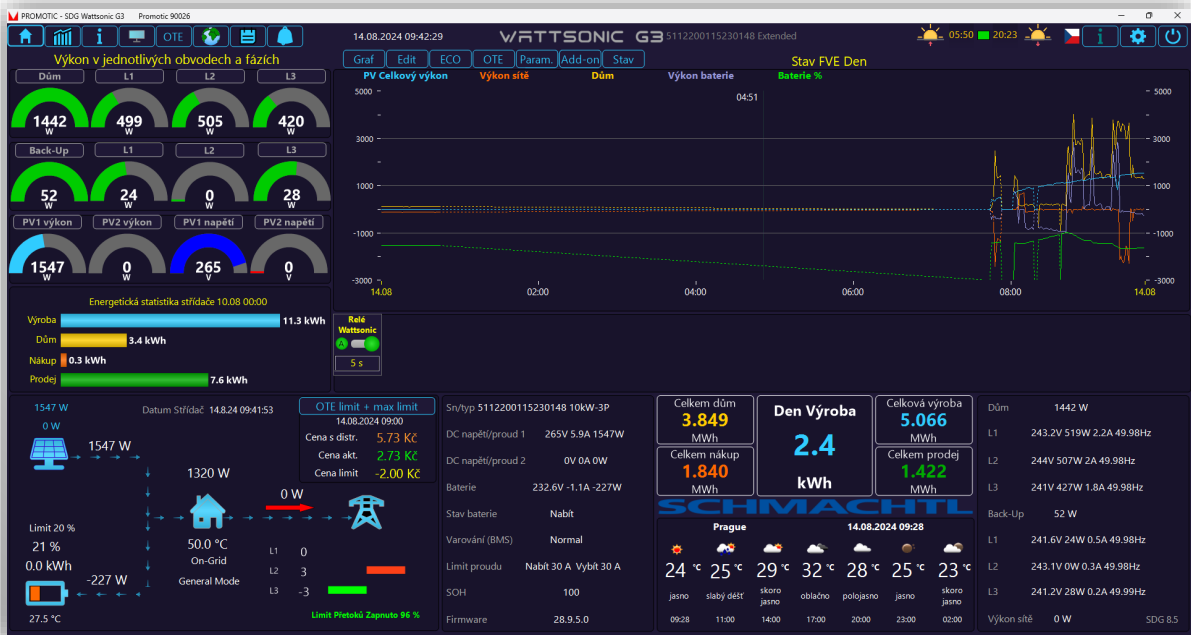 PROMOTIC - SDG Wattsonic G3 Promotic 90026
OTE
14.08.2024 09:42:29
WATTSONIC G3
5112200115230148 Extended
05:50
20:23
Výkon v jednotlivých obvodech a fázích
Dům L1 L2 L3
1442 499 505 420
W W W W
Back-Up L1 L2 L3
52 24 0 28
W W W W
PV1 výkon PV2 výkon PV1 napětí PV2 napětí
1547 0 265 0
W W V V
Energetická statistika střídače 10.08 00:00
Výroba 11.3 kWh
Dům 3.4 kWh
Nákup 0.3 kWh
Prodej 7.6 kWh
Graf Edit ECO OTE Param. Add-on Stav
Stav FVE Den
PV Celkový výkon Výkon sítě Dům Výkon baterie Baterie %
04:51
5000 5000
3000 3000
1000 1000
-1000 -1000
-3000 -3000
14.08 02:00 04:00 06:00 08:00 14.08
Relé
Wattsonic
A
5 s
1547 W
0 W
Datum Střídač 14.8.24 09:41:53
1547 W
1320 W
0 W
OTE limit + max limit
14.08.2024 09:00
Cena s distr. 5.73 Kč
Cena akt. 2.73 Kč
Cena limit -2.00 Kč
Limit 20 %
21 %
0.0 kWh
-227 W
27.5 °C
50.0 °C
On-Grid
General Mode
L1 0
L2 3
L3 -3
Limit Přetoků Zapnuto 96 %
Sn/typ 5112200115230148 10kW-3P
DC napětí/proud 1 265V 5.9A 1547W
DC napětí/proud 2 0V 0A 0W
Baterie 232.6V -1.1A -227W
Stav baterie Nabít
Varování (BMS) Normal
Limit proudu Nabít 30 A Vybít 30 A
SOH 100
Firmware 28.9.5.0
Celkem dům
3.849
MWh
Celkem nákup
1.840
MWh
Den Výroba
2.4
kWh
Celková výroba
5.066
MWh
Celkem prodej
1.422
MWh
SCHMACHTL
Prague 14.08.2024 09:28
24 °C 25 °C 29 °C 32 °C 28 °C 25 °C 23 °C
jasno slabý déšť skoro jasno oblačno polojasno jasno skoro jasno
09:28 11:00 14:00 17:00 20:00 23:00 02:00
Dům 1442 W
L1 243.2V 519W 2.2A 49.98Hz
L2 244V 507W 2A 49.98Hz
L3 241V 427W 1.8A 49.98Hz
Back-Up 52 W
L1 241.6V 24W 0.5A 49.98Hz
L2 243.1V 0W 0.3A 49.98Hz
L3 241.2V 28W 0.2A 49.99Hz
Výkon sítě 0 W SDG 8.5